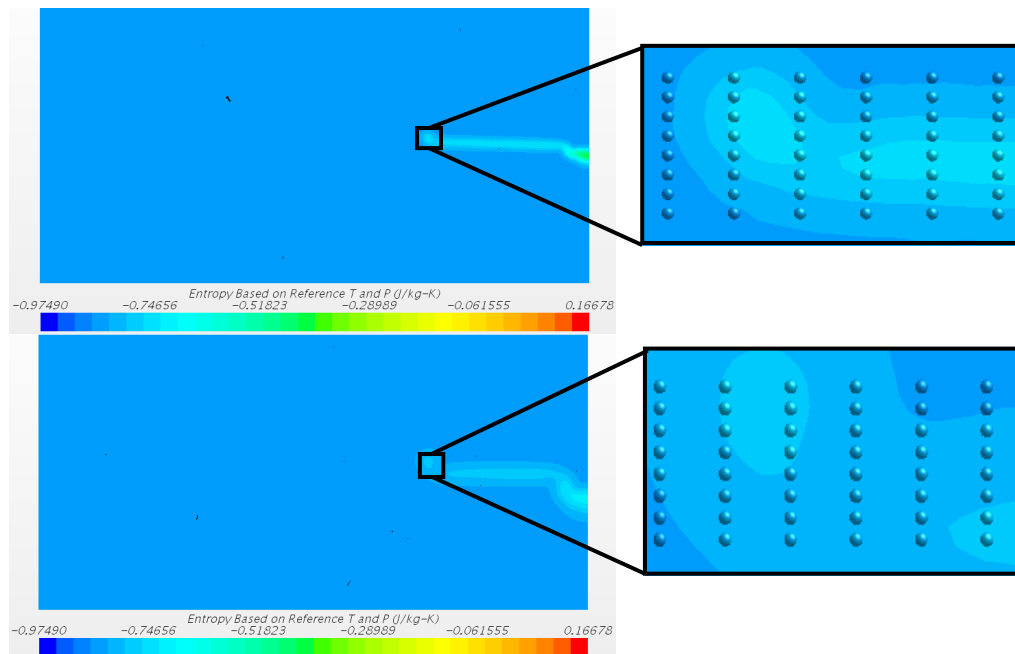 Entropy Based on Reference T and P (J/kg-K)
-0.97490 -0.74656 -0.51823 -0.28989 -0.061555 0.16678
Entropy Based on Reference T and P (J/kg-K)
-0.97490 -0.74656 -0.51823 -0.28989 -0.061555 0.16678